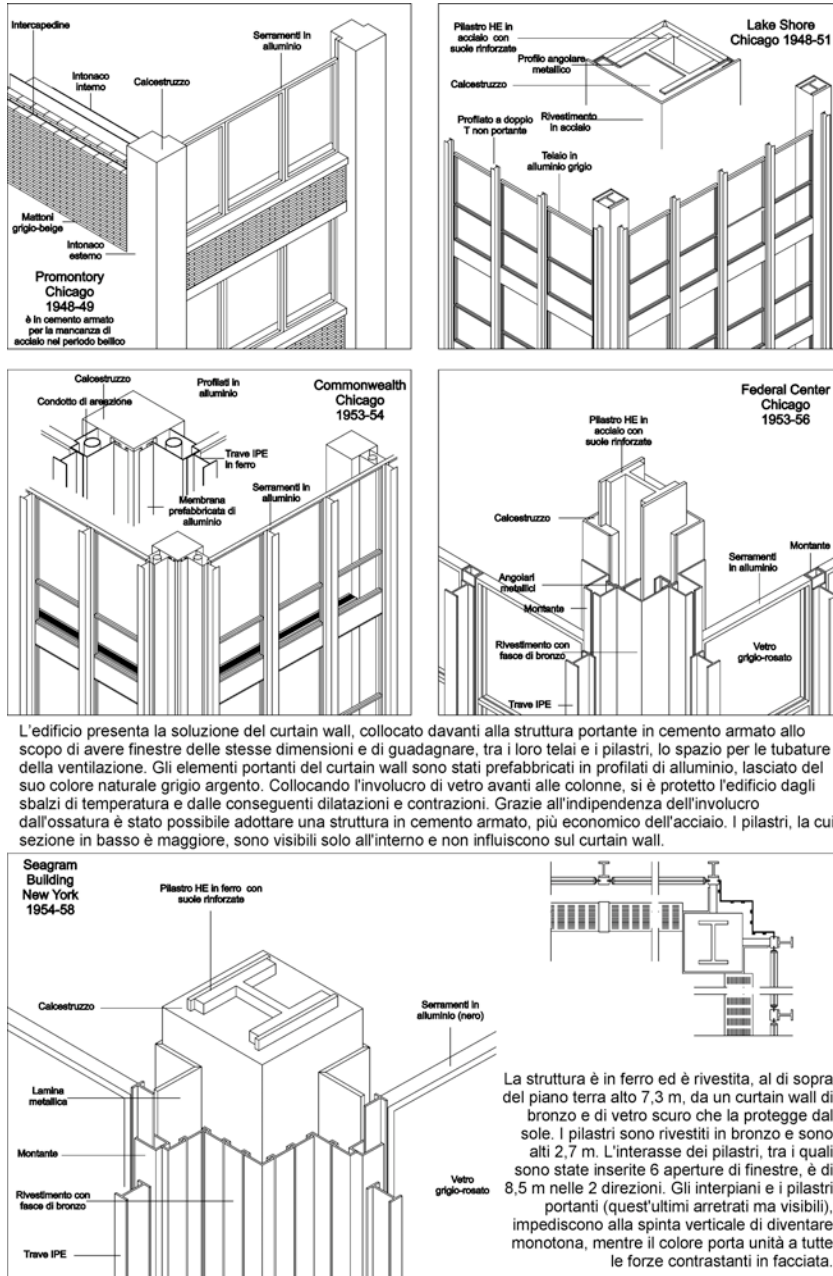 Intercapedine
Intonaco
interno
Calcestruzzo
Serramenti in
alluminio
Mattoni
grigio-beige
Intonaco
esterno
Promontory
Chicago
1948-49
è in cemento armato
per la mancanza di
acciaio nel periodo bellico
Lake Shore
Chicago 1948-51
Pilastro HE in
acciaio con
suole rinforzate
Profilo angolare
metallico
Calcestruzzo
Rivestimento
in acciaio
Profilato a doppio
T non portante
Telaio in
alluminio grigio
Commonwealth
Chicago
1953-54
Calcestruzzo
Condotto di areazione
Profilati in
alluminio
Trave IPE
in ferro
Membrana
prefabbricata di
alluminio
Serramenti in
alluminio
Federal Center
Chicago
1953-56
Pilastro HE in
acciaio con
suole rinforzate
Calcestruzzo
Angolari
metallici
Montante
Serramenti
in alluminio
Montante
Rivestimento con
fasce di bronzo
Vetro
grigio-rosato
Trave IPE
L'edificio presenta la soluzione del curtain wall, collocato davanti alla struttura portante in cemento armato allo
scopo di avere finestre delle stesse dimensioni e di guadagnare, tra i loro telai e i pilastri, lo spazio per le tubature
della ventilazione. Gli elementi portanti del curtain wall sono stati prefabbricati in profilati di alluminio, lasciato del
suo colore naturale grigio argento. Collocando l'involucro di vetro avanti alle colonne, si è protetto l'edificio dagli
sbalzi di temperatura e dalle conseguenti dilatazioni e contrazioni. Grazie all'indipendenza dell'involucro
dall'ossatura è stato possibile adottare una struttura in cemento armato, più economico dell'acciaio. I pilastri, la cui
sezione in basso è maggiore, sono visibili solo all'interno e non influiscono sul curtain wall.
Seagram
Building
New York
1954-58
Pilastro HE in ferro con
suole rinforzate
Calcestruzzo
Serramenti in
alluminio (nero)
Lamina
metallica
Montante
Rivestimento con
fasce di bronzo
Vetro
grigio-rosato
Trave IPE
La struttura è in ferro ed è rivestita, al di sopra
del piano terra alto 7,3 m, da un curtain wall di
bronzo e di vetro scuro che la protegge dal
sole. I pilastri sono rivestiti in bronzo e sono
alti 2,7 m. L'interasse dei pilastri, tra i quali
sono state inserite 6 aperture di finestre, è di
8,5 m nelle 2 direzioni. Gli interpiani e i pilastri
portanti (quest'ultimi arretrati ma visibili),
impediscono alla spinta verticale di diventare
monotona, mentre il colore porta unità a tutte
le forze contrastanti in facciata.